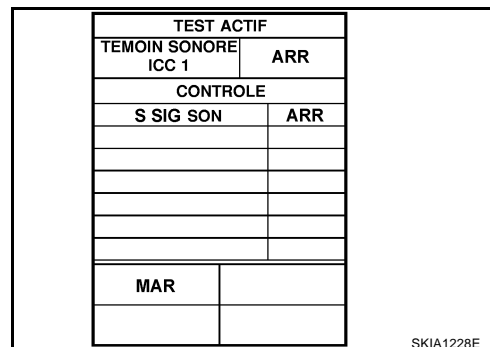 TEST ACTIF
TEMOIN SONORE ARR
ICC 1
CONTROLE
S SIG SON ARR
MAR
SKIA1228E